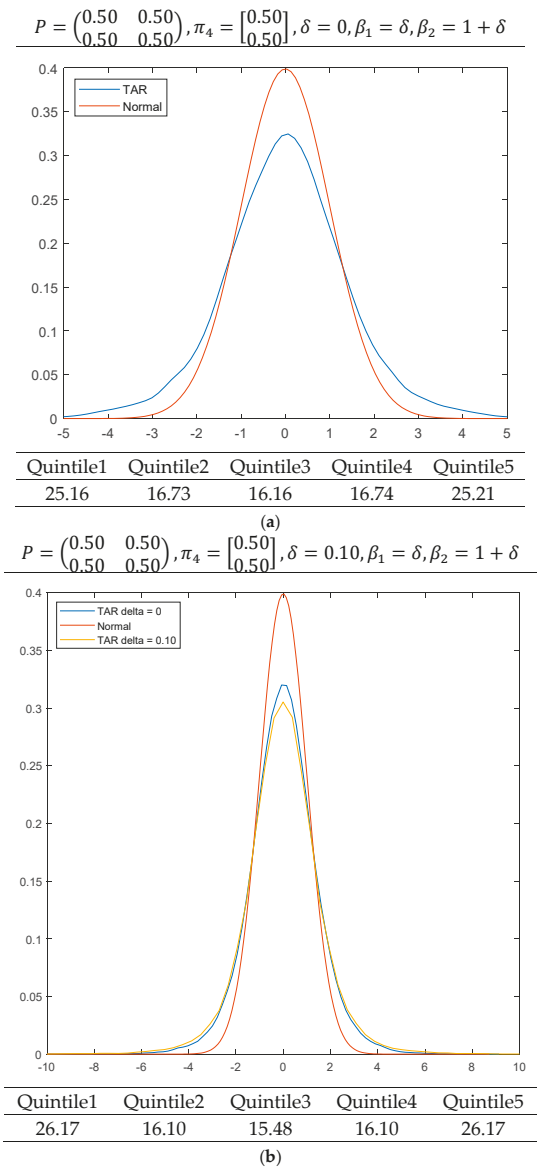 P = (0.50 0.50 0.50 0.50), π₄ = [0.50 0.50], δ = 0, β₁ = δ, β₂ = 1 + δ
0.4
0.35
0.3
0.25
0.2
0.15
0.1
0.05
0
TAR
Normal
-5 -4 -3 -2 -1 0 1 2 3 4 5
Quintile1 Quintile2 Quintile3 Quintile4 Quintile5
25.16 16.73 16.16 16.74 25.21
(a)
P = (0.50 0.50 0.50 0.50), π₄ = [0.50 0.50], δ = 0.10, β₁ = δ, β₂ = 1 + δ
0.4
0.35
0.3
0.25
0.2
0.15
0.1
0.05
0
TAR delta = 0
Normal
TAR delta = 0.10
-10 -8 -6 -4 -2 0 2 4 6 8 10
Quintile1 Quintile2 Quintile3 Quintile4 Quintile5
26.17 16.10 15.48 16.10 26.17
(b)